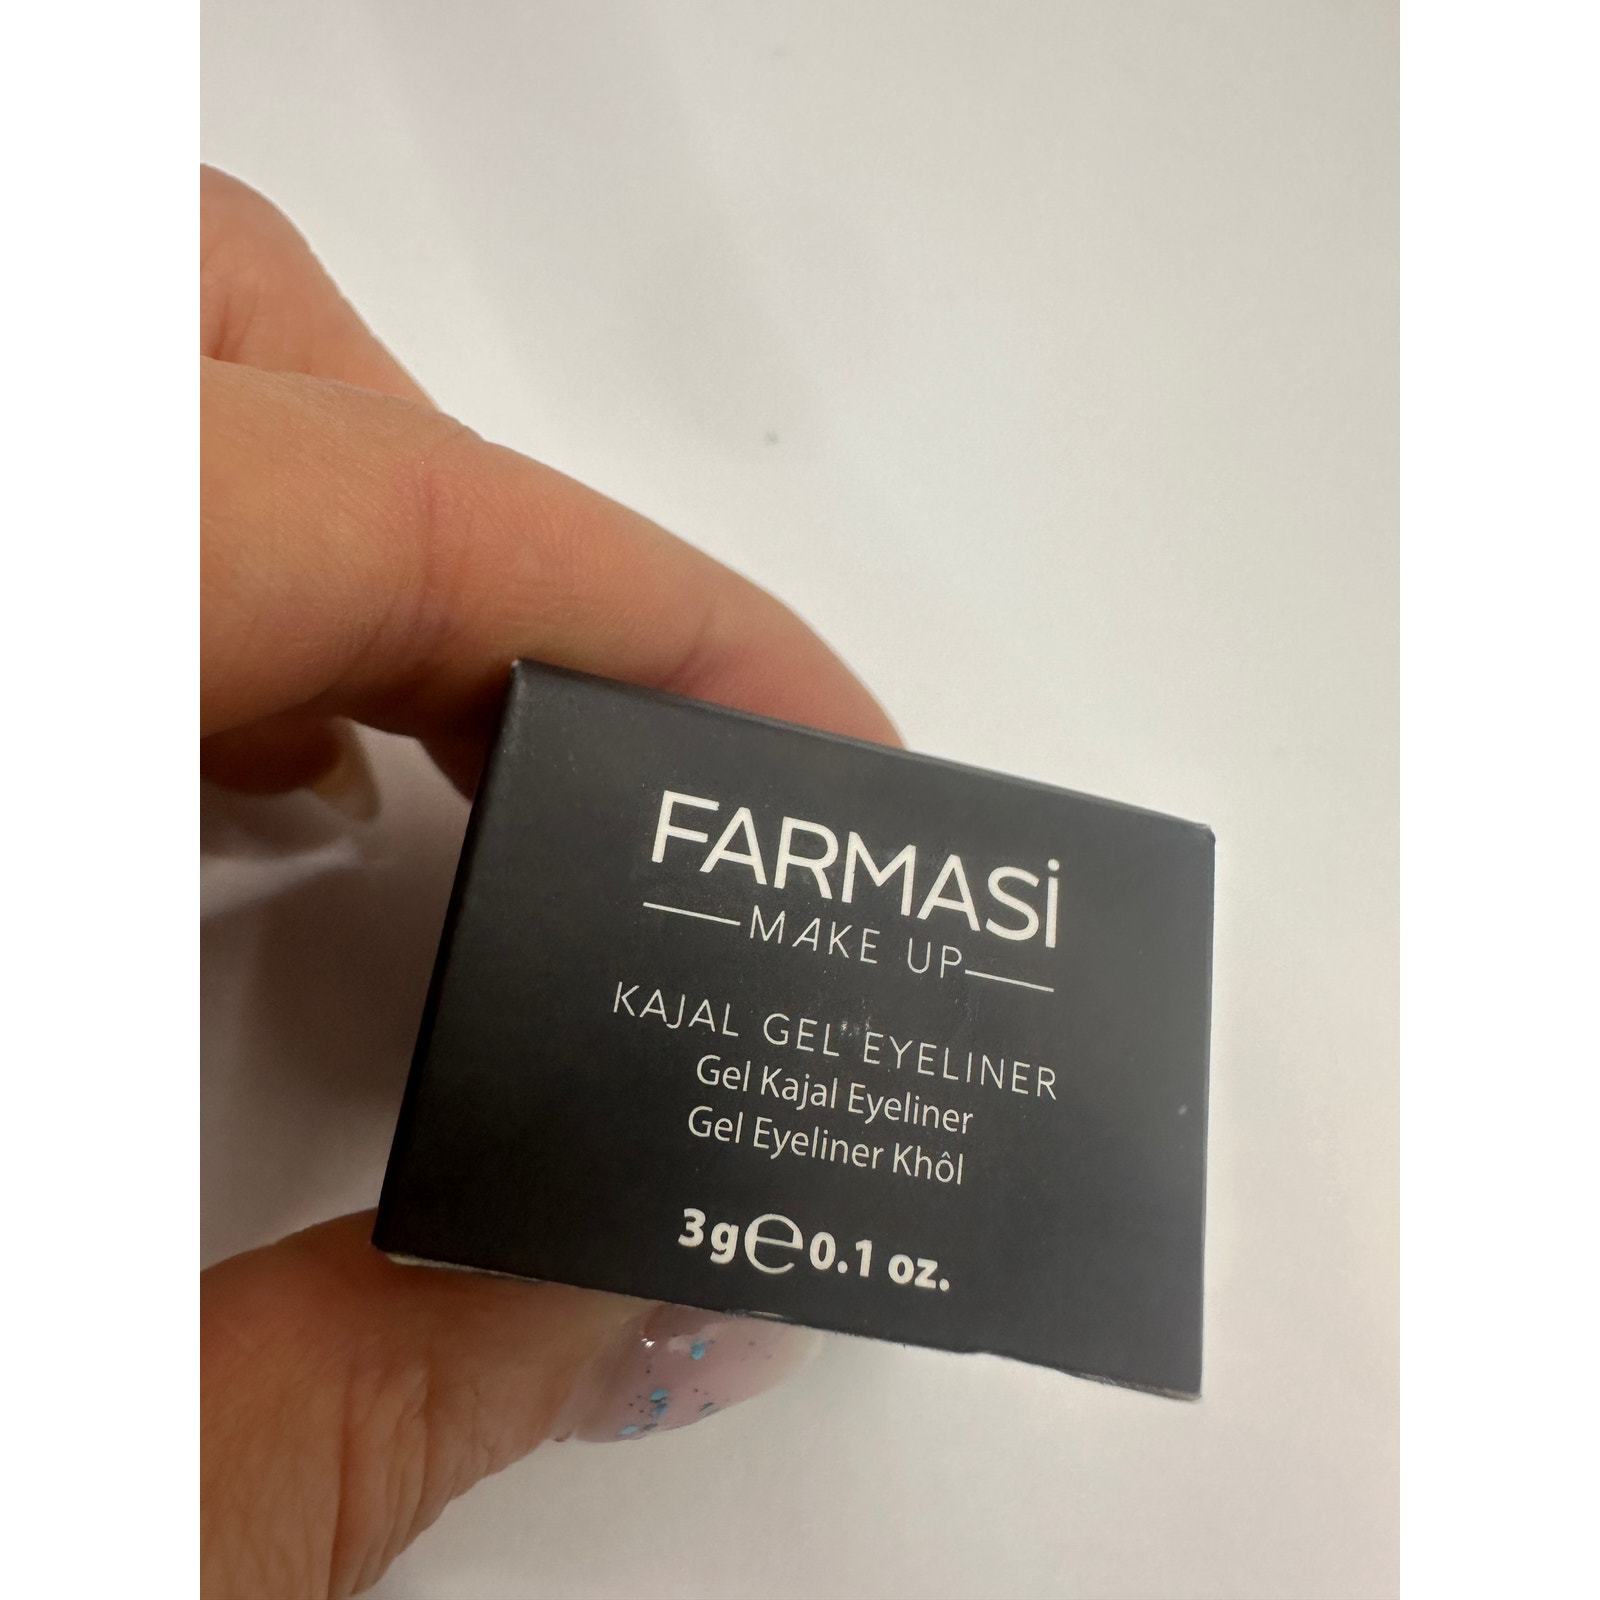 FARMASİ
MAKE UP
KAJAL GEL EYELINER
Gel Kajal Eyeliner
Gel Eyeliner Khôl
3g℮0.1 oz.